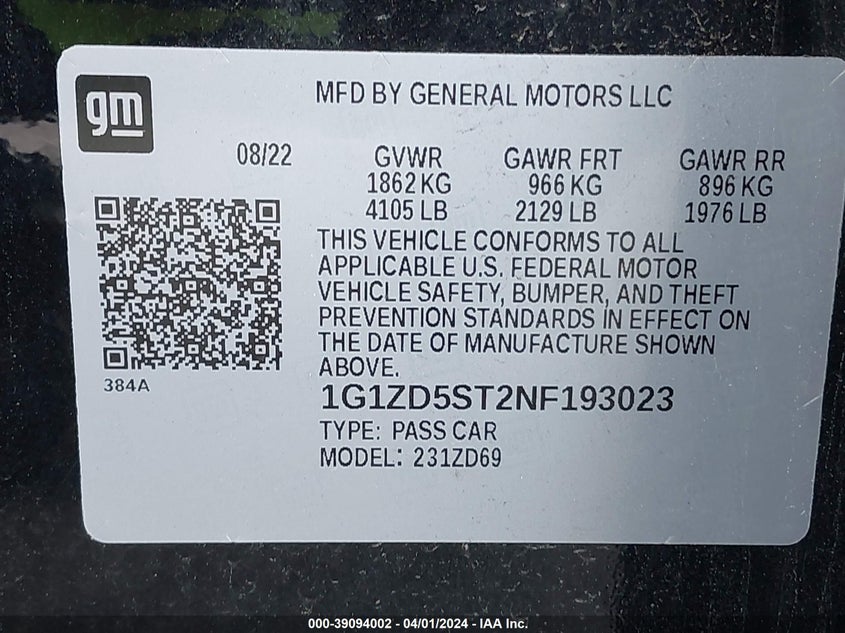 gm
MFD BY GENERAL MOTORS LLC
08/22 GVWR GAWR FRT GAWR RR
1862 KG 966 KG 896 KG
4105 LB 2129 LB 1976 LB
THIS VEHICLE CONFORMS TO ALL
APPLICABLE U.S. FEDERAL MOTOR
VEHICLE SAFETY, BUMPER, AND THEFT
PREVENTION STANDARDS IN EFFECT ON
THE DATE OF MANUFACTURE SHOWN
ABOVE.
384A
1G1ZD5ST2NF193023
TYPE: PASS CAR
MODEL: 231ZD69
000-39094002 - 04/01/2024 - IAA Inc.